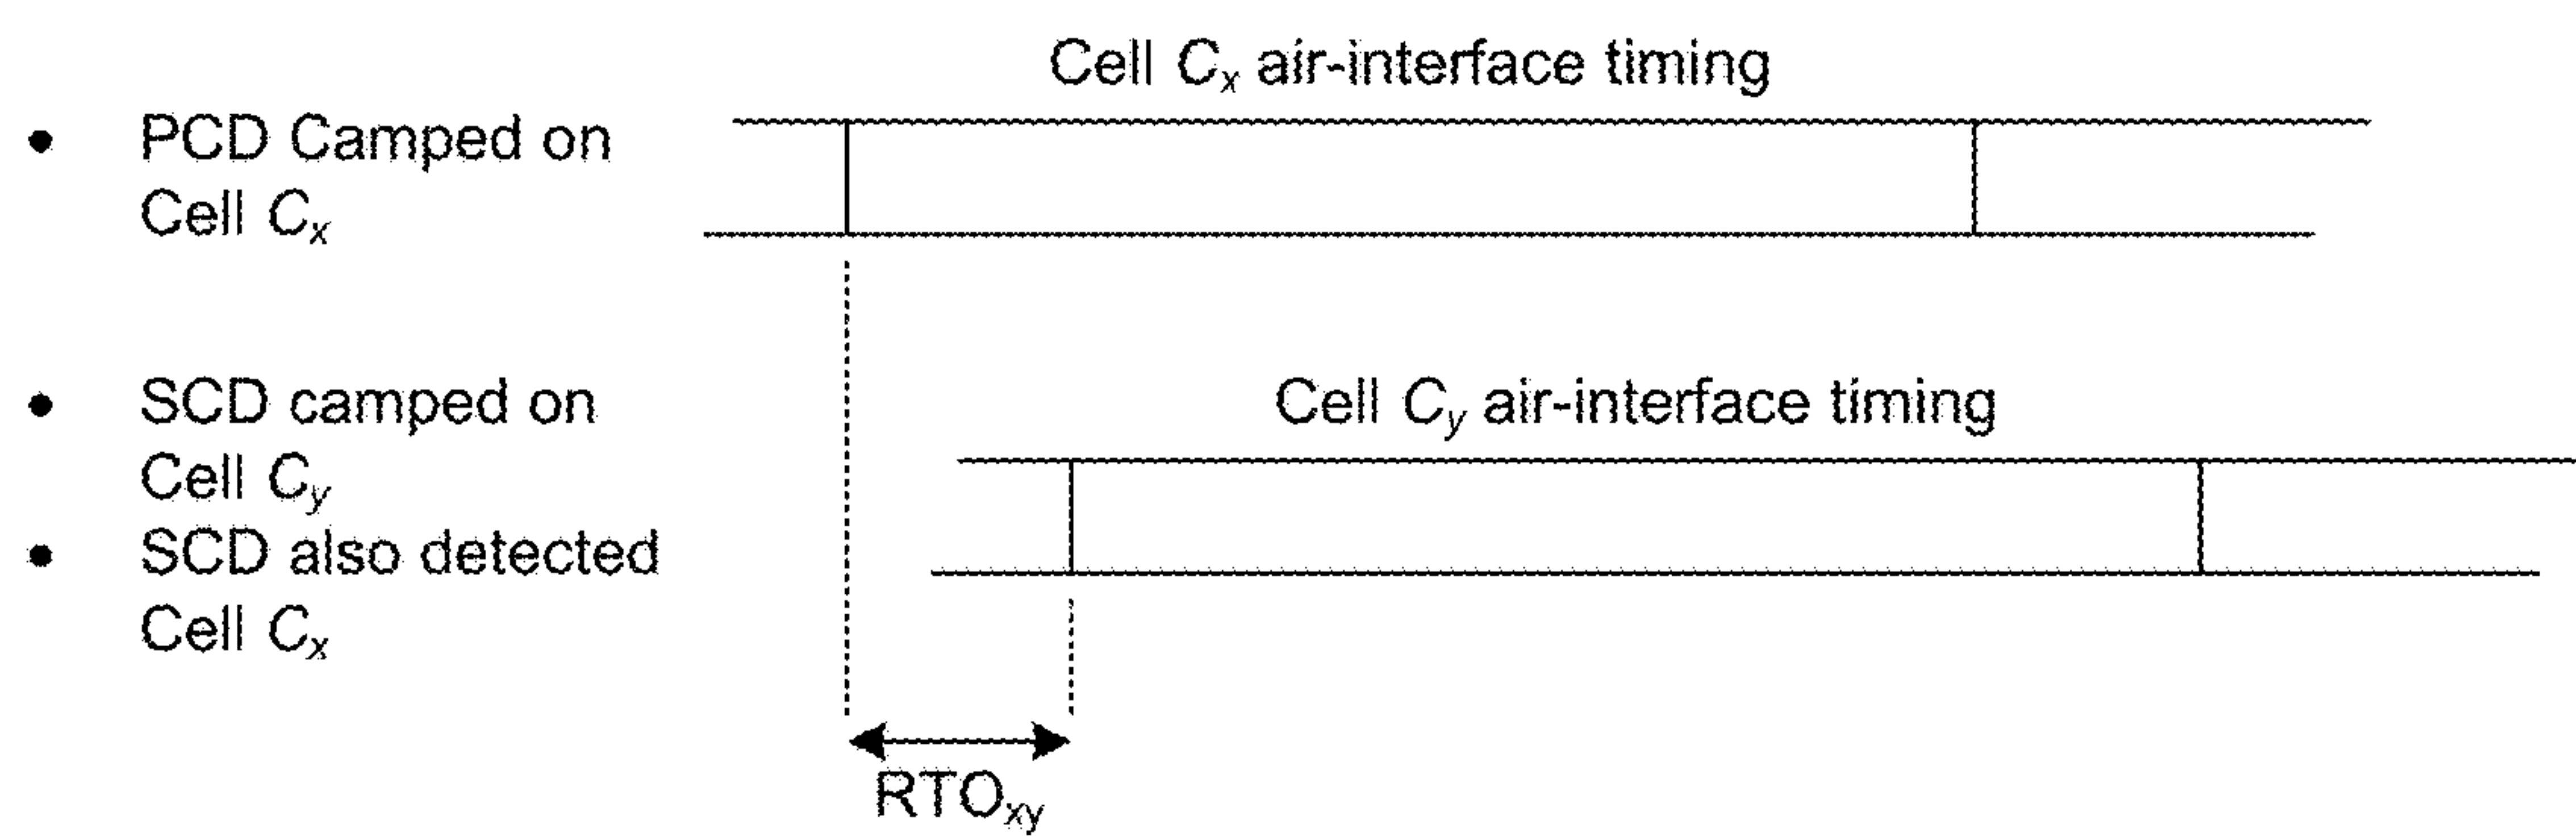 Cell Cx air-interface timing
• PCD Camped on
Cell Cx
• SCD camped on
Cell Cy
• SCD also detected
Cell Cx
Cell Cy air-interface timing
RTOxy